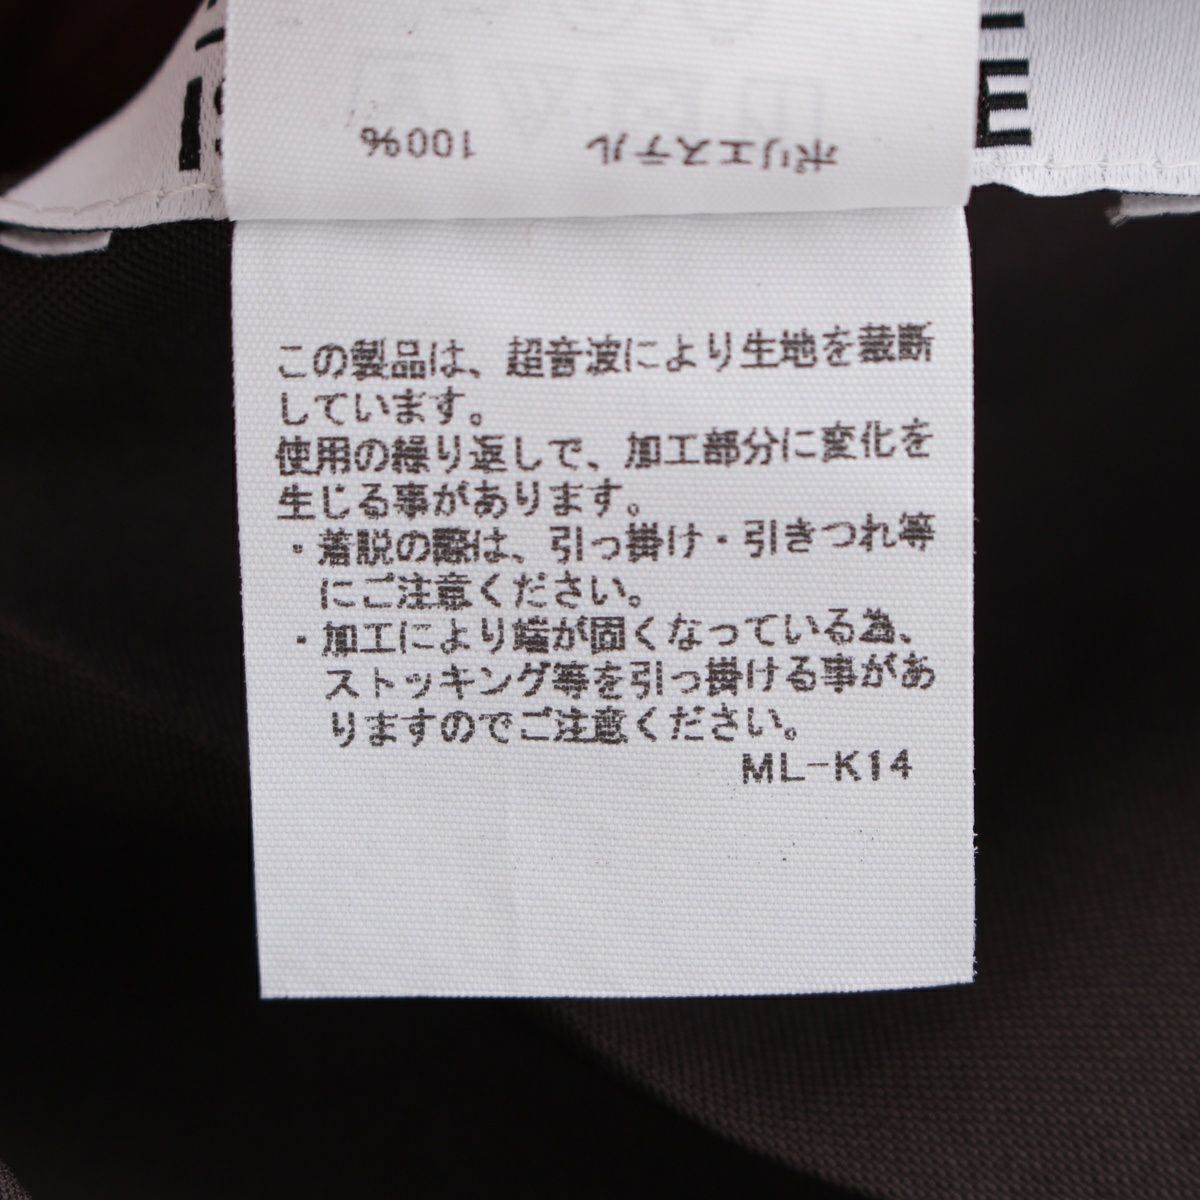 ポリエステル 100%
この製品は、超音波により生地を裁断
しています。
使用の繰り返しで、加工部分に変化を
生じる事があります。
・着脱の際は、引っ掛け・引きつれ等
にご注意ください。
・加工により端が固くなっている為、
ストッキング等を引っ掛ける事があ
りますのでご注意ください。
ML-K14